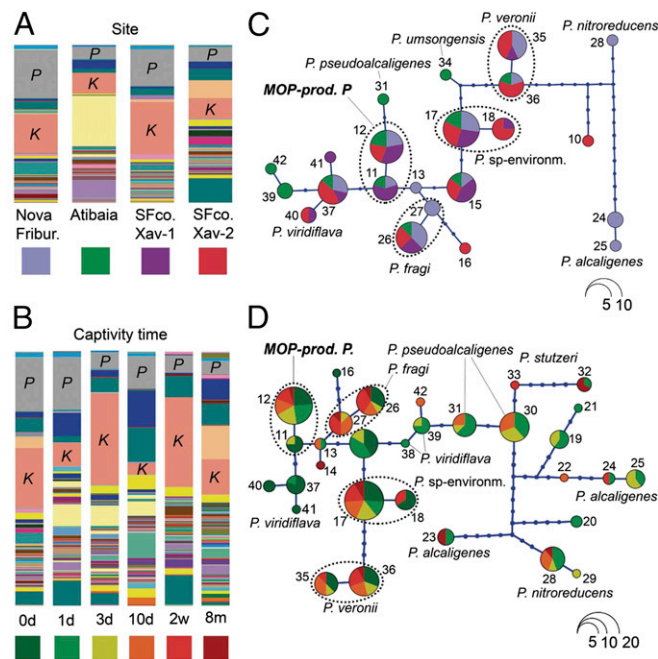 A
Site
P
P
P
P
K
K
K
K
Nova Fribur.
Atibaia
SFco. Xav-1
SFco. Xav-2
B
Captivity time
P
P
P
P
P
P
K
K
K
K
K
K
0d
1d
3d
10d
2w
8m
C
P. veronii
35
P. nitroreducens
28
P. umsongensis
34
36
P. pseudoalcaligenes
31
MOP-prod. P
12
17
18
P. sp-environm.
10
42
41
11
13
15
39
40
37
27
P. viridiflava
26
16
P. fragi
24
25
P. alcaligenes
5 10
D
MOP-prod. P.
P. pseudoalcaligenes
P. stutzeri
16
P. fragi
33
32
12
26
42
31
30
21
27
11
13
39
19
14
38
P. viridiflava
40
37
P. sp-environm.
22
24
25
P. alcaligenes
P. viridiflava
41
17
18
20
23
P. alcaligenes
35
36
28
29
P. veronii
P. nitroreducens
5 10 20